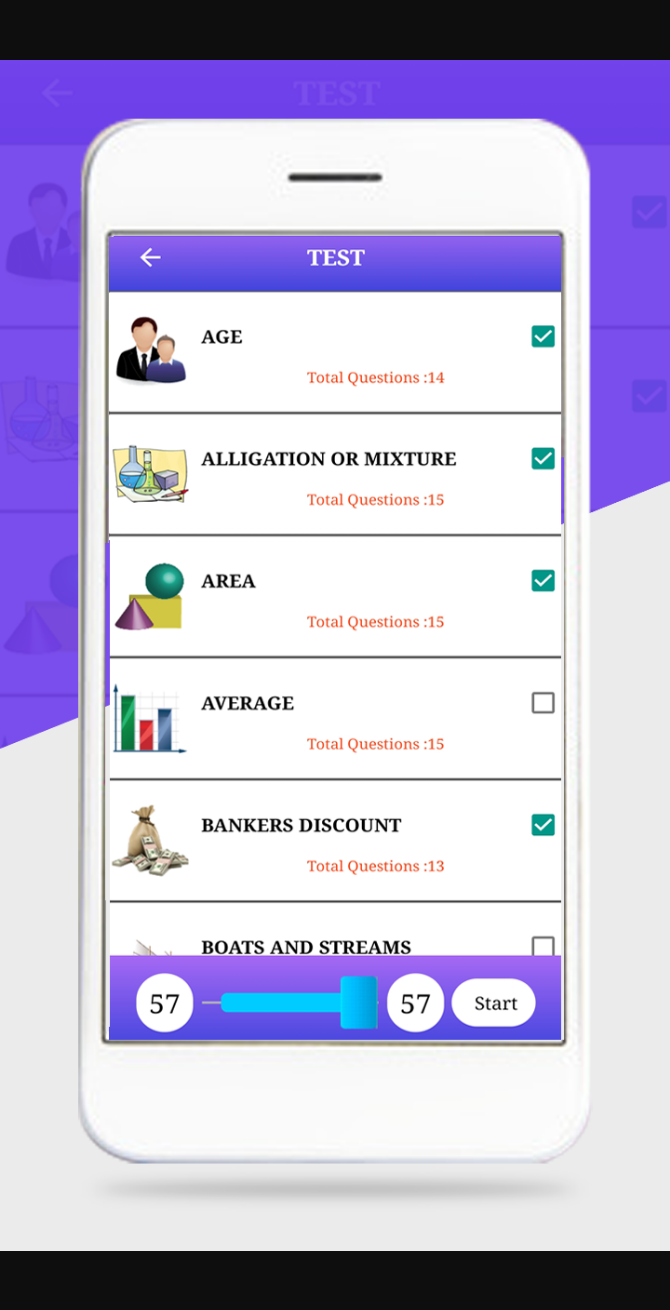 TEST
TEST
AGE
Total Questions :14
ALLIGATION OR MIXTURE
Total Questions :15
AREA
Total Questions :15
AVERAGE
Total Questions :15
BANKERS DISCOUNT
Total Questions :13
BOATS AND STREAMS
57 57 Start